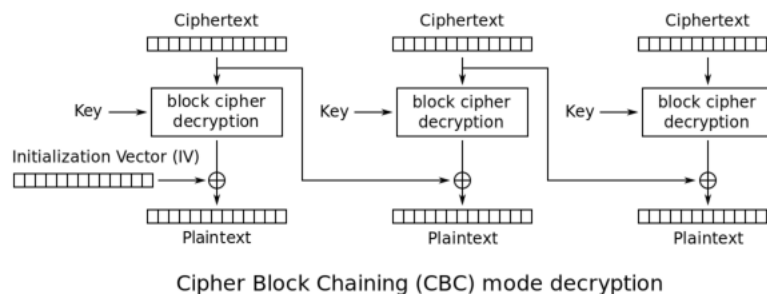 Ciphertext
Ciphertext
Ciphertext
Key
block cipher
decryption
Key
block cipher
decryption
Key
block cipher
decryption
Initialization Vector (IV)
Plaintext
Plaintext
Plaintext
Cipher Block Chaining (CBC) mode decryption